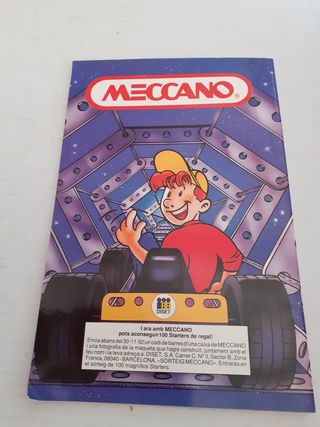 MECCANO®
DISET
I ara amb MECCANO
pots aconseguir 100 Starters de regal!
Envia abans del 30-11-92 un codi de barres d'una caixa de MECCANO
i una fotografia de la maqueta que hagis construït, juntament amb el
teu nom i la teva adreça a: DISET, S.A. Carrer C, Nº 3, Sector B, Zona
Franca, 08040 - BARCELONA, «SORTEIG MECCANO». Entraràs en
el sorteig de 100 magnífics Starters.